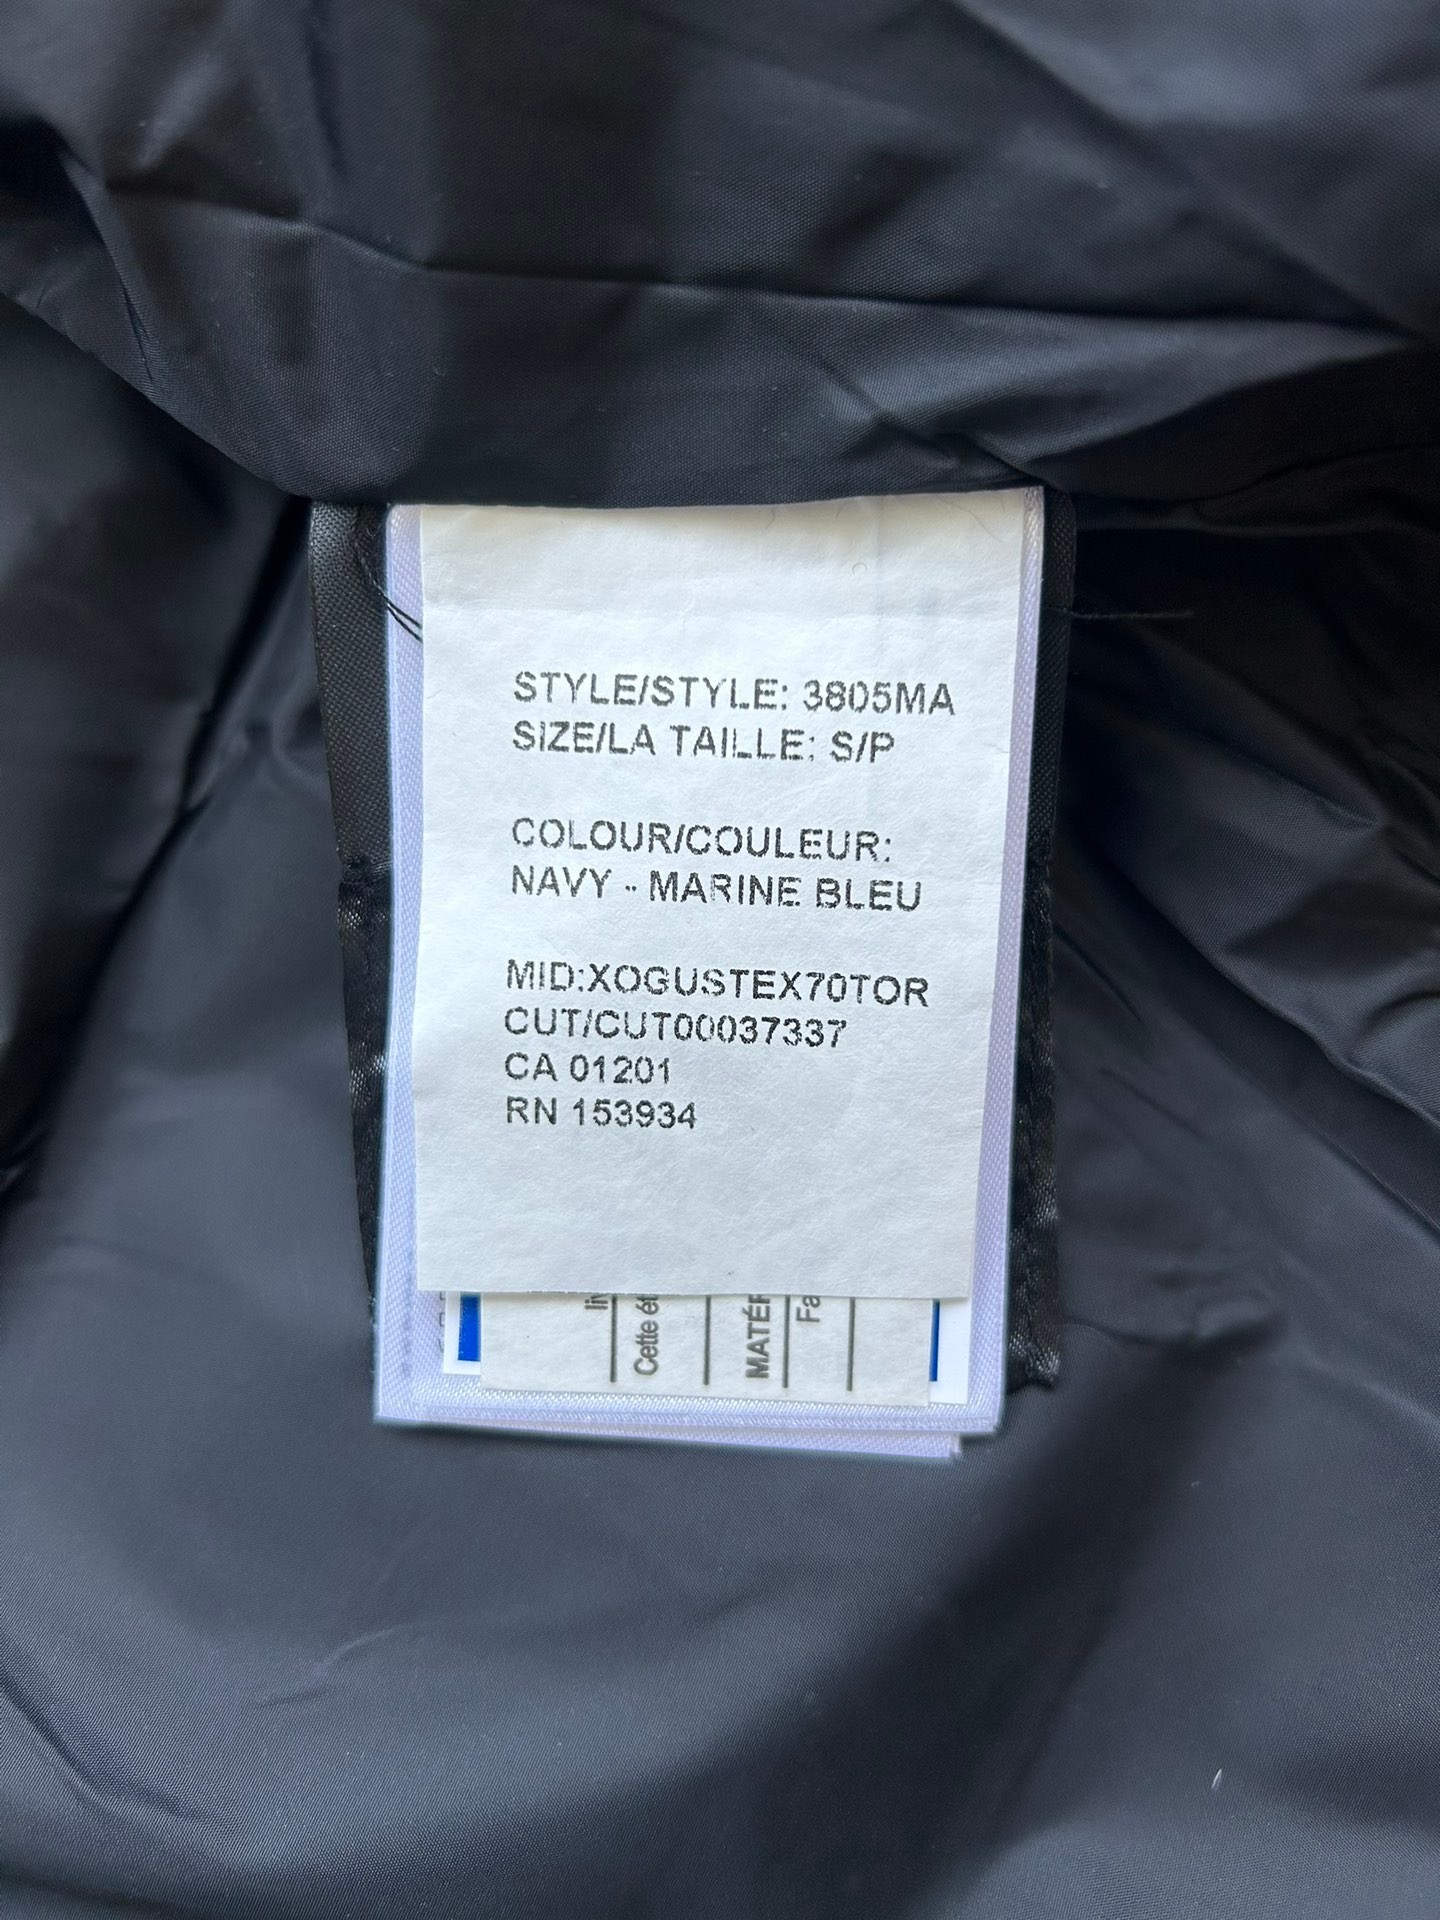 STYLE/STYLE: 3805MA
SIZE/LA TAILLE: S/P
COLOUR/COULEUR:
NAVY - MARINE BLEU
MID:XOGUSTEX70TOR
CUT/CUT00037337
CA 01201
RN 153934
Cette